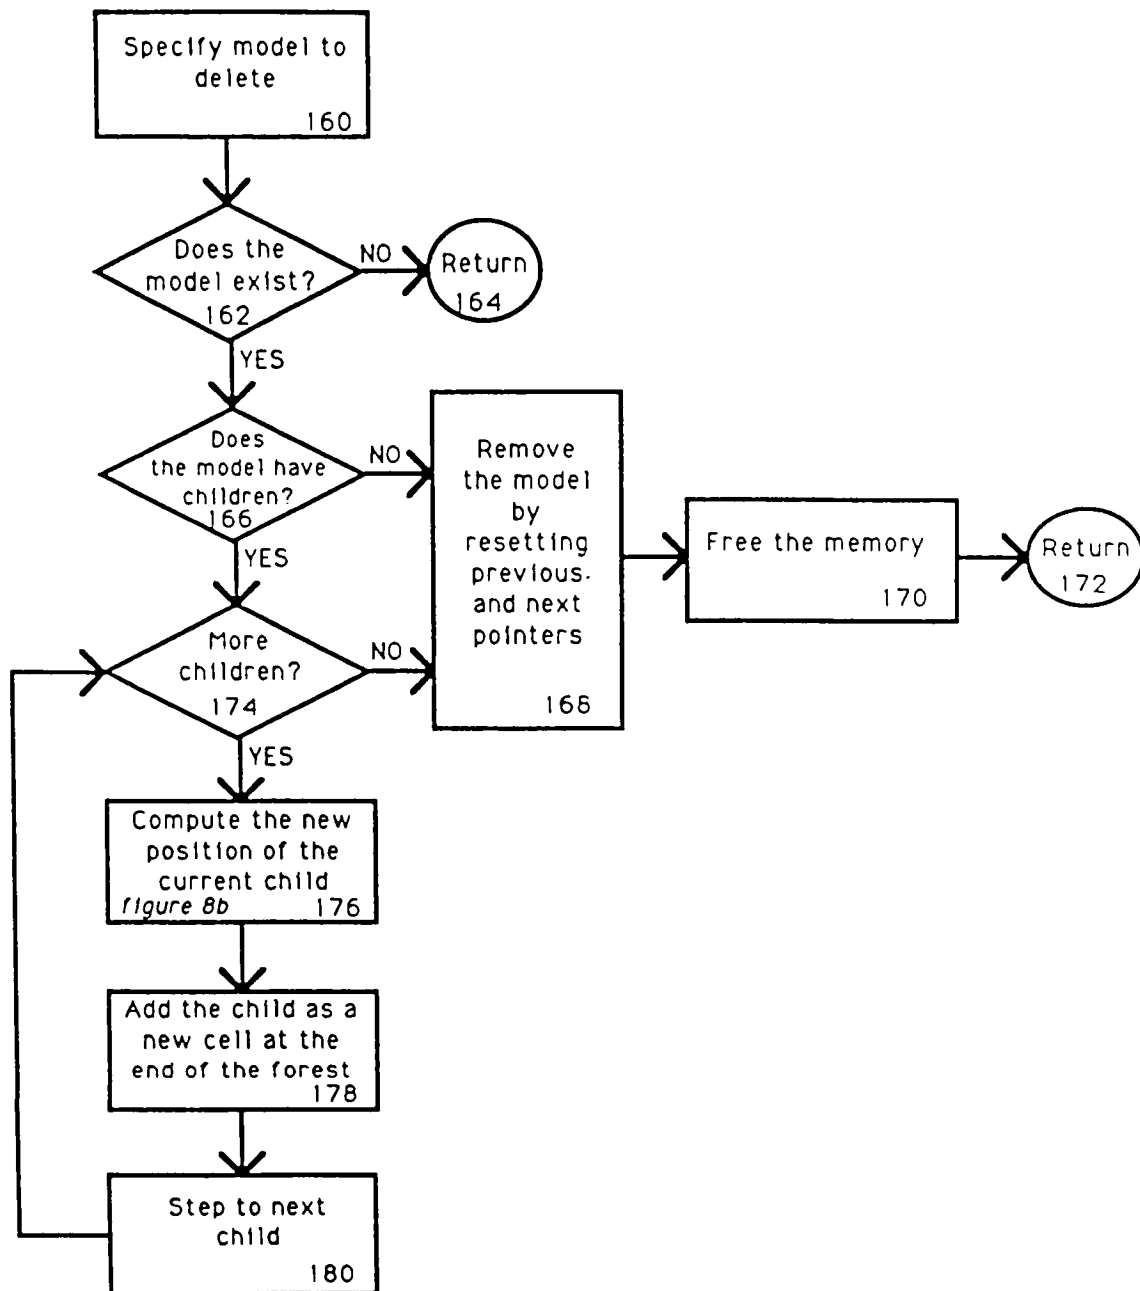 Specify model to
delete
160
Does the
model exist?
162
NO
Return
164
YES
Does
the model have
children?
166
NO
Remove
the model
by
resetting
previous.
and next
pointers
168
Free the memory
170
Return
172
YES
More
children?
174
NO
YES
Compute the new
position of the
current child
figure 8b 176
Add the child as a
new cell at the
end of the forest
178
Step to next
child
180